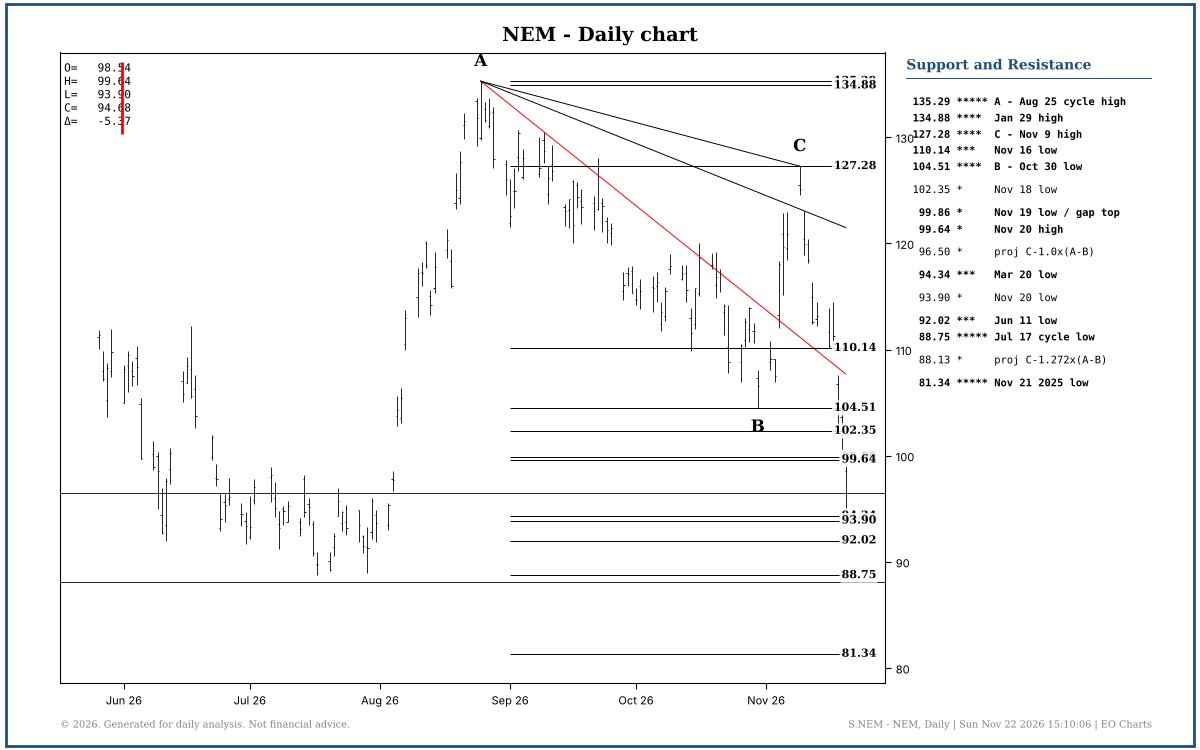 NEM - Daily chart
O= 98.54
H= 99.64
L= 93.90
C= 94.68
Δ= -5.37
A
C
B
134.88
127.28
110.14
104.51
102.35
99.64
93.90
92.02
88.75
81.34
130
120
110
100
90
80
Jun 26
Jul 26
Aug 26
Sep 26
Oct 26
Nov 26
Support and Resistance
135.29 ***** A - Aug 25 cycle high
134.88 **** Jan 29 high
127.28 **** C - Nov 9 high
110.14 *** Nov 16 low
104.51 **** B - Oct 30 low
102.35 * Nov 18 low
99.86 * Nov 19 low / gap top
99.64 * Nov 20 high
96.50 * proj C-1.0x(A-B)
94.34 *** Mar 20 low
93.90 * Nov 20 low
92.02 *** Jun 11 low
88.75 ***** Jul 17 cycle low
88.13 * proj C-1.272x(A-B)
81.34 ***** Nov 21 2025 low
© 2026. Generated for daily analysis. Not financial advice.
S.NEM - NEM, Daily | Sun Nov 22 2026 15:10:06 | EO Charts